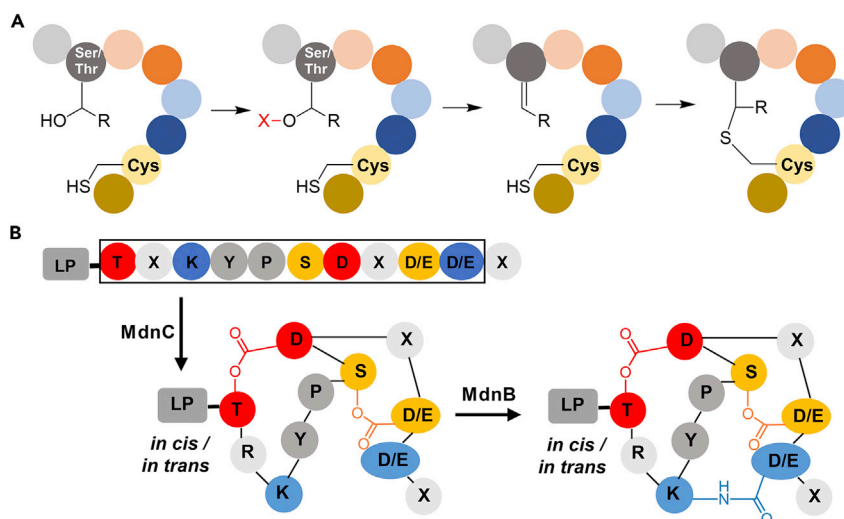 A
Ser/ Thr Ser/ Thr
HO R X O R R R
S
HS Cys HS Cys HS Cys Cys
B
LP T X K Y P S D X D/E D/E X
MdnC
O D X O D X
O P S O P S
LP T O D/E MdnB LP T O D/E
in cis / R Y O D/E in cis / R Y O D/E
in trans in trans
K X K H N X
O